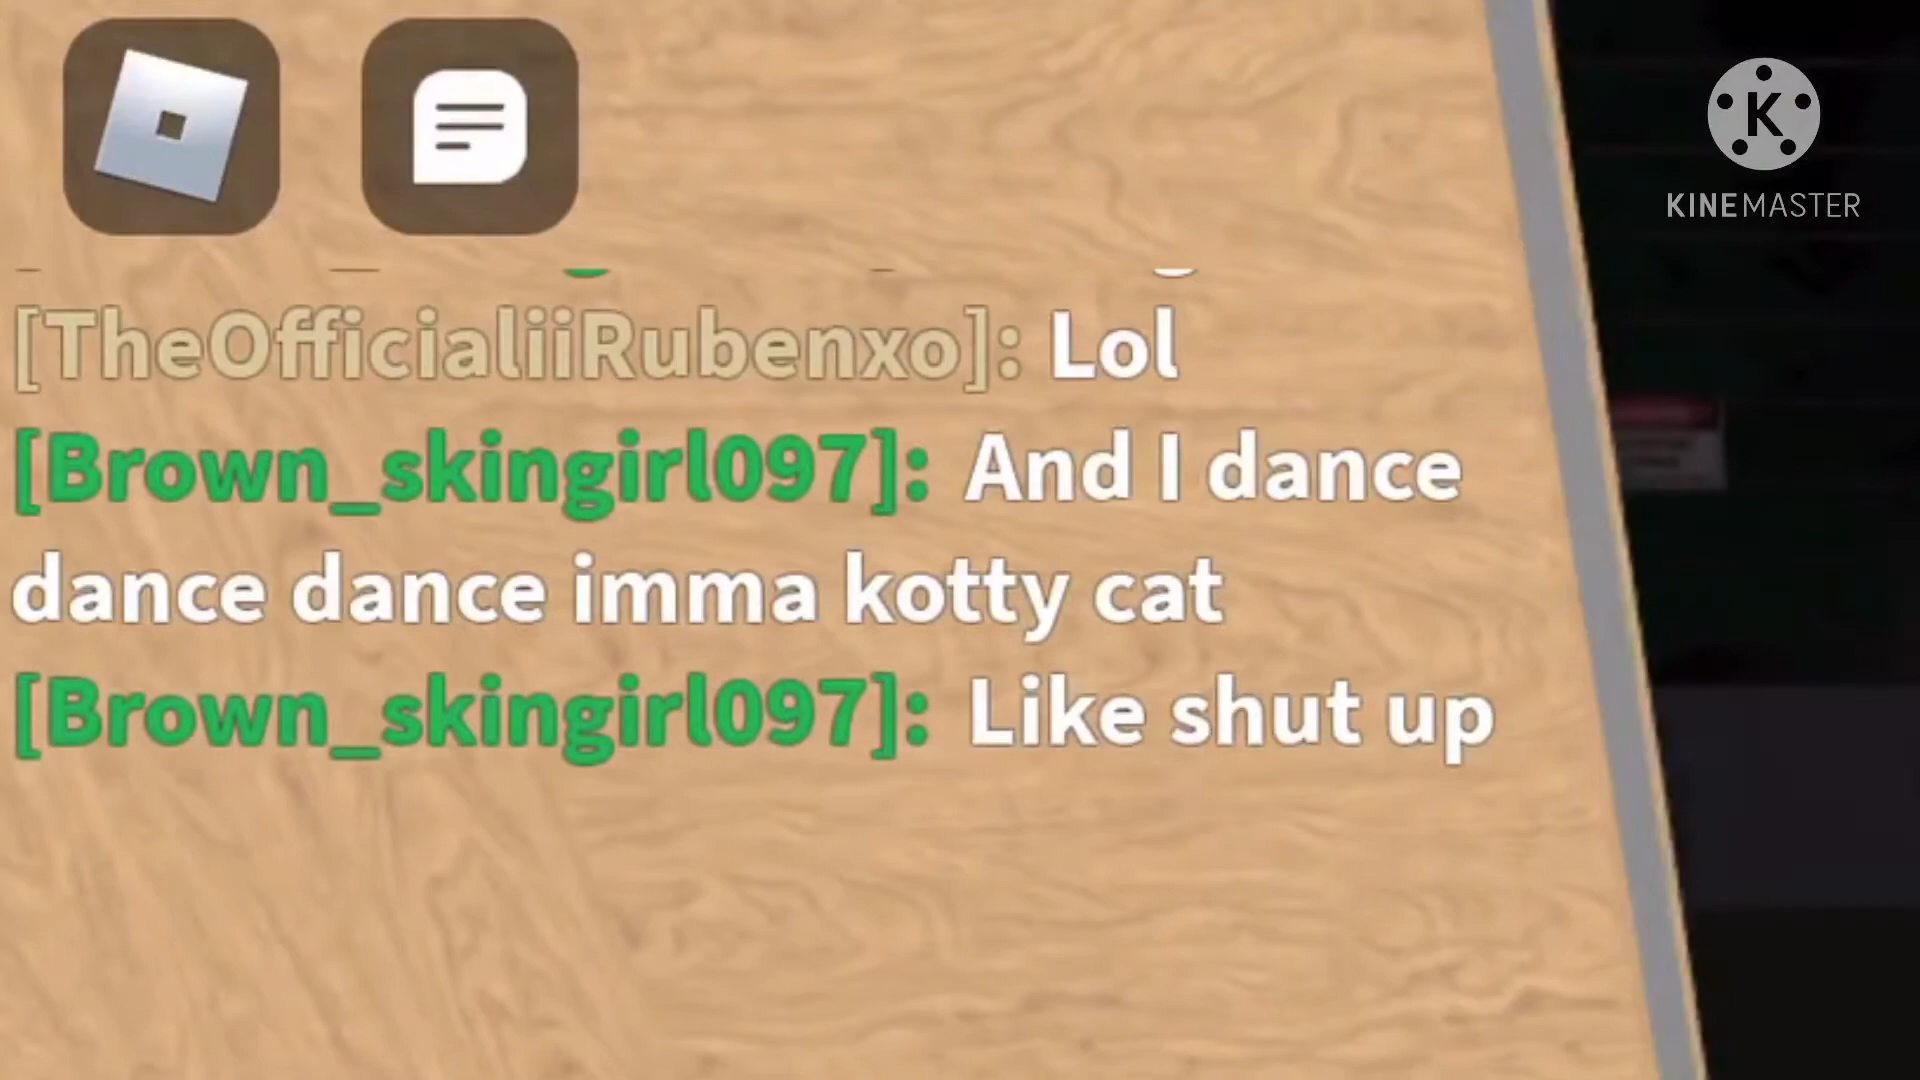 KINEMASTER
[TheOfficialiiRubenxo]: Lol
[Brown_skingirl097]: And I dance
dance dance imma kotty cat
[Brown_skingirl097]: Like shut up